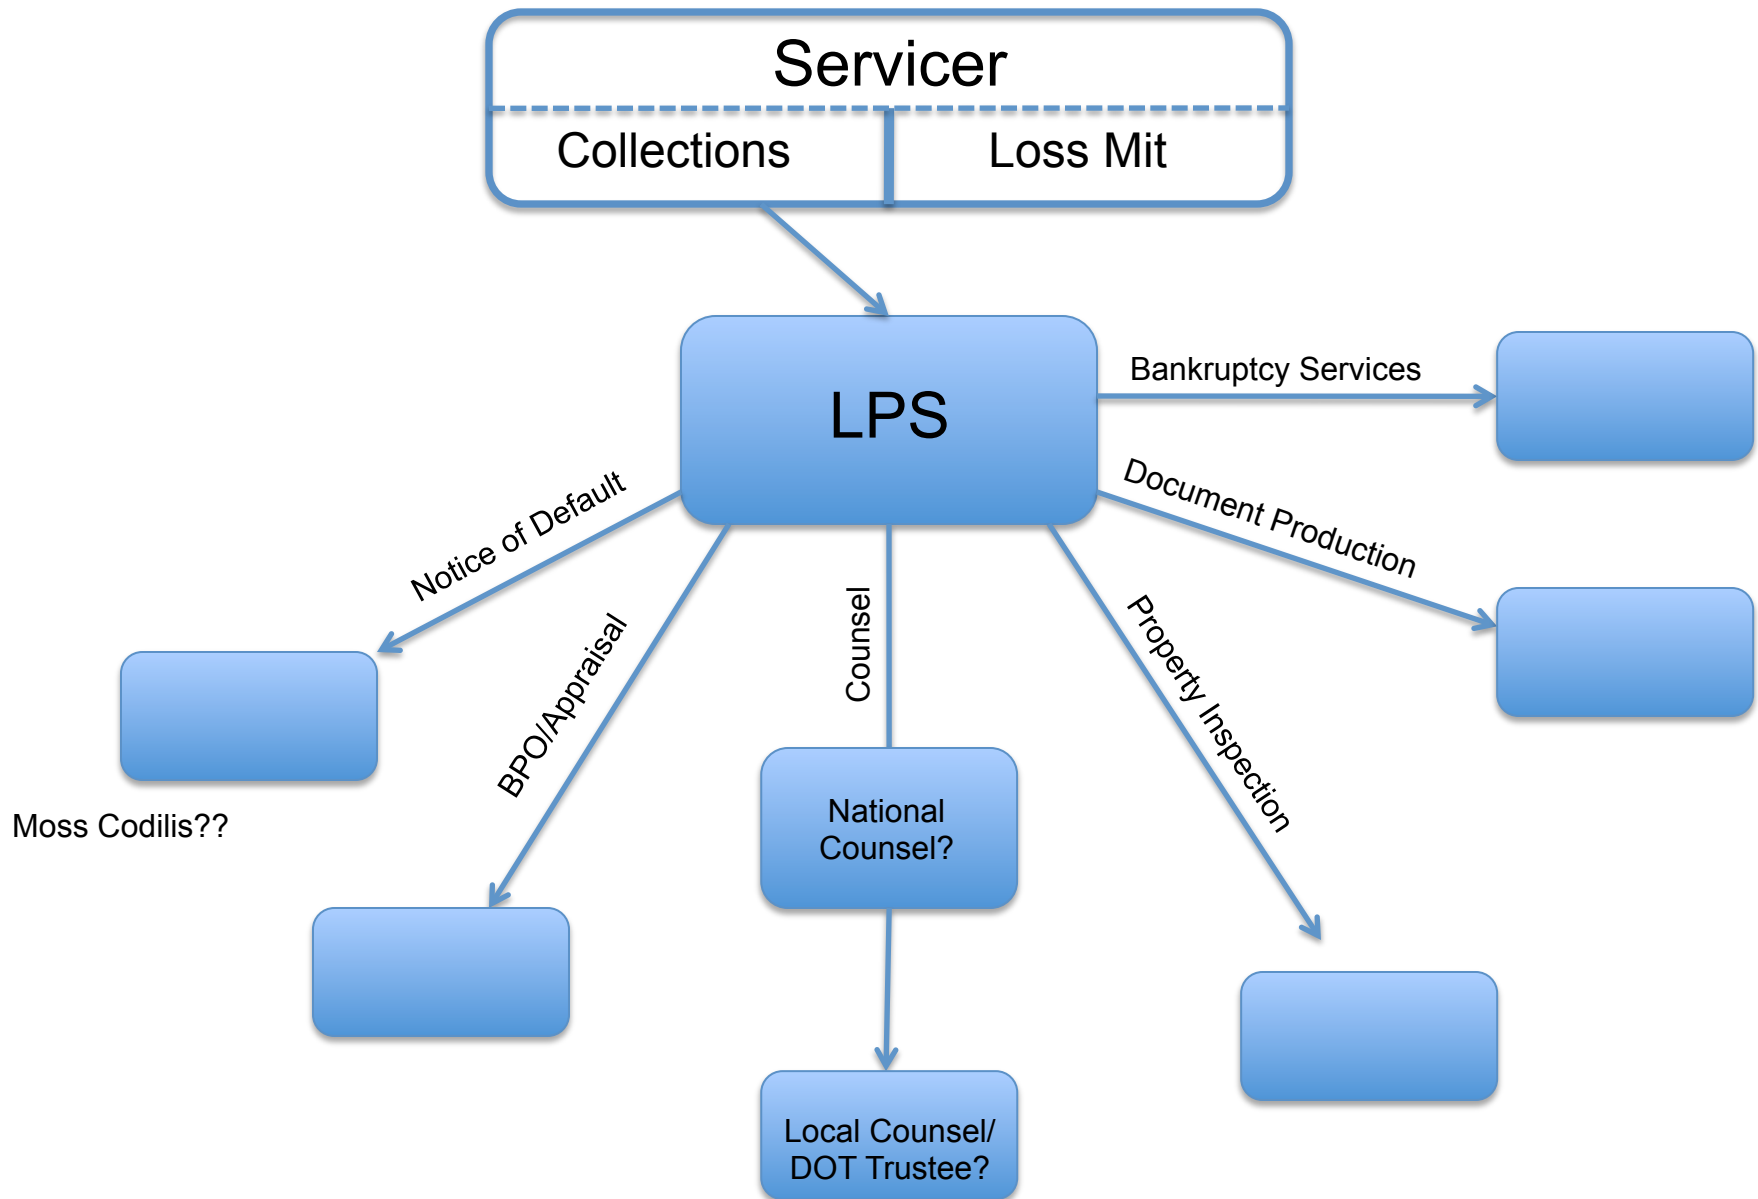 Servicer
Collections
Loss Mit
LPS
Bankruptcy Services
Document Production
Notice of Default
BPO/Appraisal
Counsel
Property Inspection
Moss Codilis??
National
Counsel?
Local Counsel/
DOT Trustee?